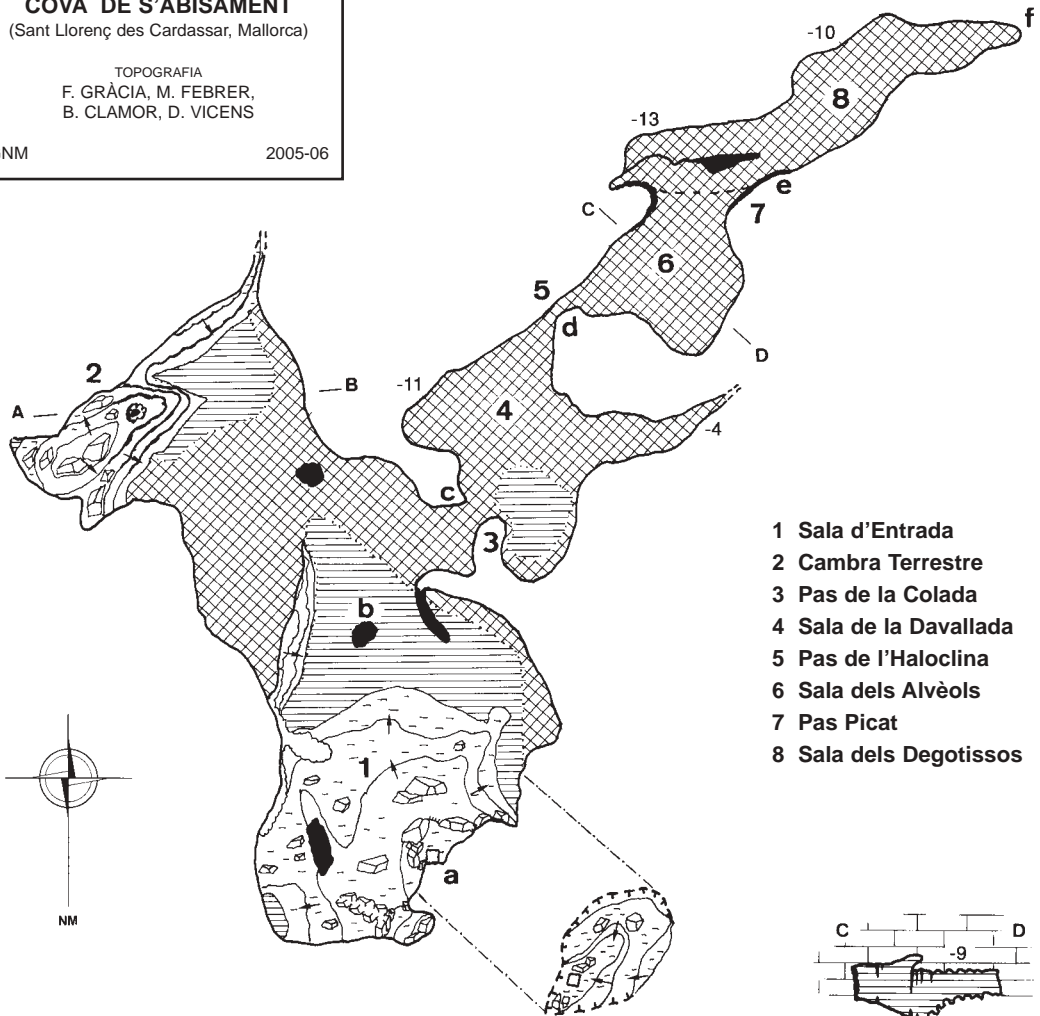 COVA DE S'ABISAMENT
(Sant Llorenç des Cardassar, Mallorca)
TOPOGRAFIA
F. GRÀCIA, M. FEBRER,
B. CLAMOR, D. VICENS
NM 2005-06
f
-10
8
-13
e
C
7
6
5
d
D
2
B
-11
A
4
-4
c
3
b
1 Sala d'Entrada
2 Cambra Terrestre
3 Pas de la Colada
4 Sala de la Davallada
5 Pas de l'Haloclina
6 Sala dels Alvèols
7 Pas Picat
8 Sala dels Degotissos
1
a
NM
C D
-9